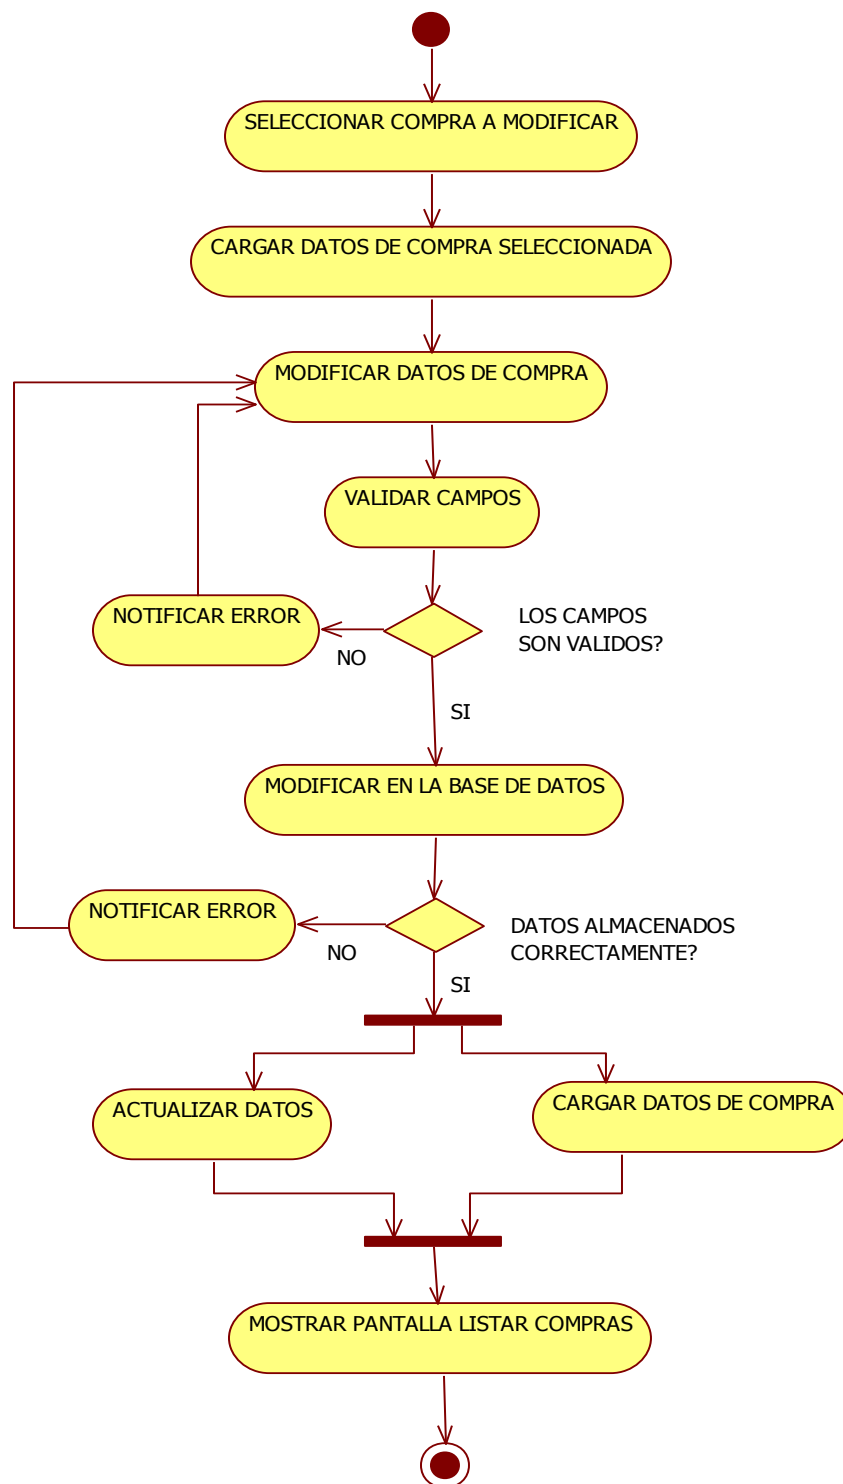 SELECCIONAR COMPRA A MODIFICAR
CARGAR DATOS DE COMPRA SELECCIONADA
MODIFICAR DATOS DE COMPRA
VALIDAR CAMPOS
NOTIFICAR ERROR
NO
LOS CAMPOS
SON VALIDOS?
SI
MODIFICAR EN LA BASE DE DATOS
NOTIFICAR ERROR
NO
DATOS ALMACENADOS
CORRECTAMENTE?
SI
ACTUALIZAR DATOS
CARGAR DATOS DE COMPRA
MOSTRAR PANTALLA LISTAR COMPRAS